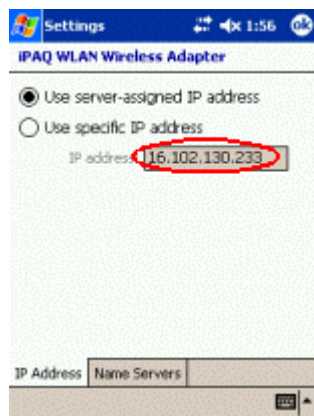 Settings 1:56 ok
iPAQ WLAN Wireless Adapter
Use server-assigned IP address
Use specific IP address
IP address 16.102.130.233
IP Address Name Servers